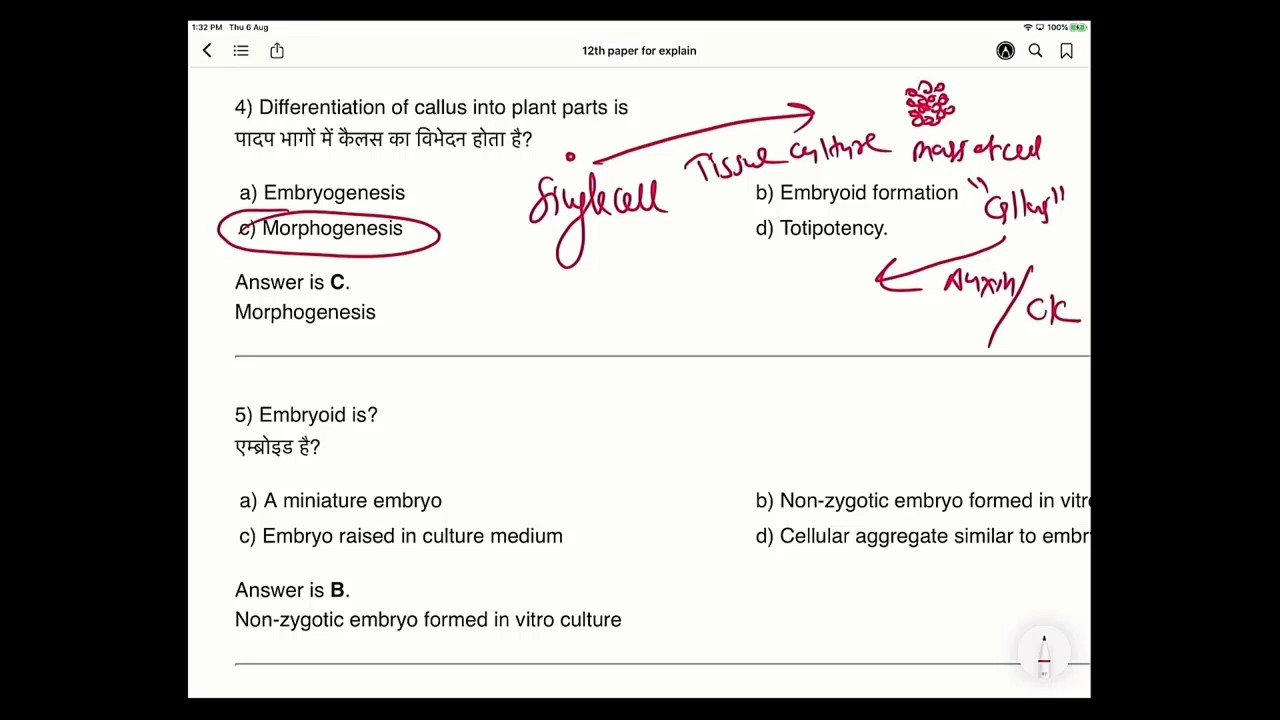 1:32 PM Thu 6 Aug
100%
12th paper for explain
4) Differentiation of callus into plant parts is
पादप भागों में कैलस का विभेदन होता है?
Single cell
Tissue culture
mass of cell
"Callus"
Auxin/
CK
a) Embryogenesis
b) Embryoid formation
c) Morphogenesis
d) Totipotency.
Answer is C.
Morphogenesis
5) Embryoid is?
एम्ब्रोइड है?
a) A miniature embryo
b) Non-zygotic embryo formed in vitr
c) Embryo raised in culture medium
d) Cellular aggregate similar to embr
Answer is B.
Non-zygotic embryo formed in vitro culture